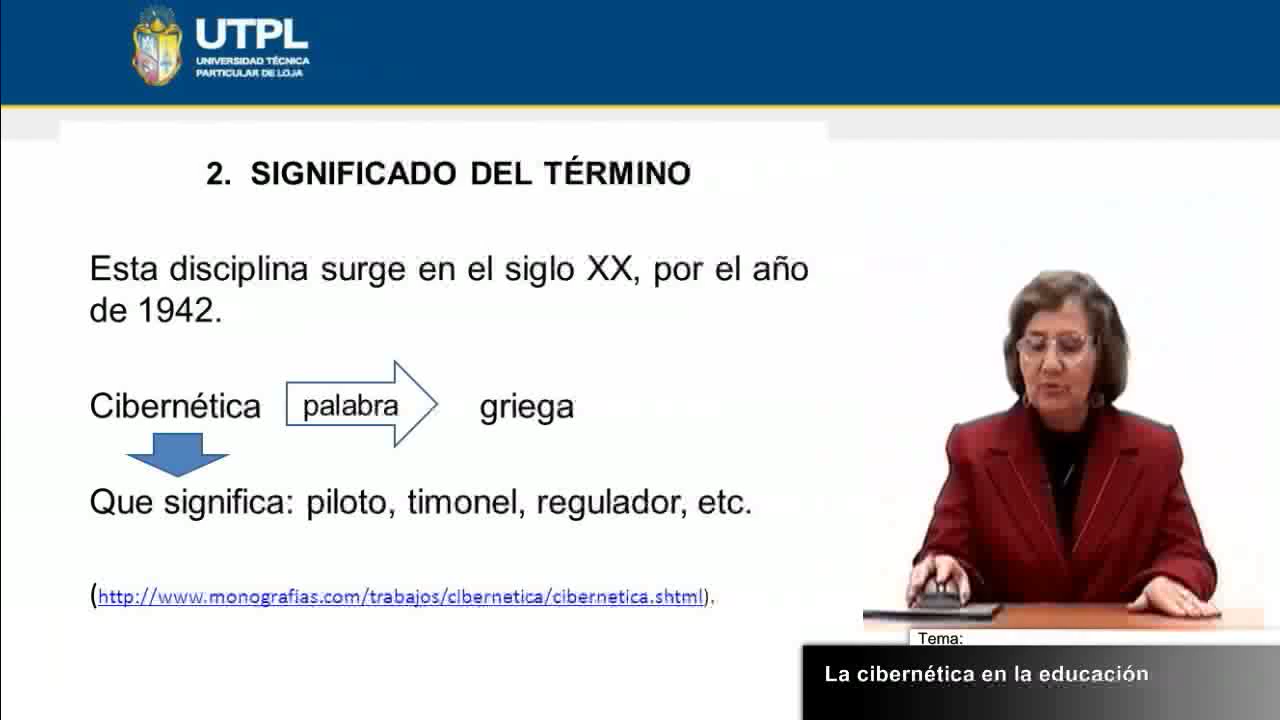 UTPL
UNIVERSIDAD TÉCNICA
PARTICULAR DE LOJA
2. SIGNIFICADO DEL TÉRMINO
Esta disciplina surge en el siglo XX, por el año
de 1942.
Cibernética palabra griega
Que significa: piloto, timonel, regulador, etc.
(http://www.monografias.com/trabajos/cibernetica/cibernetica.shtml).
Tema:
La cibernética en la educación